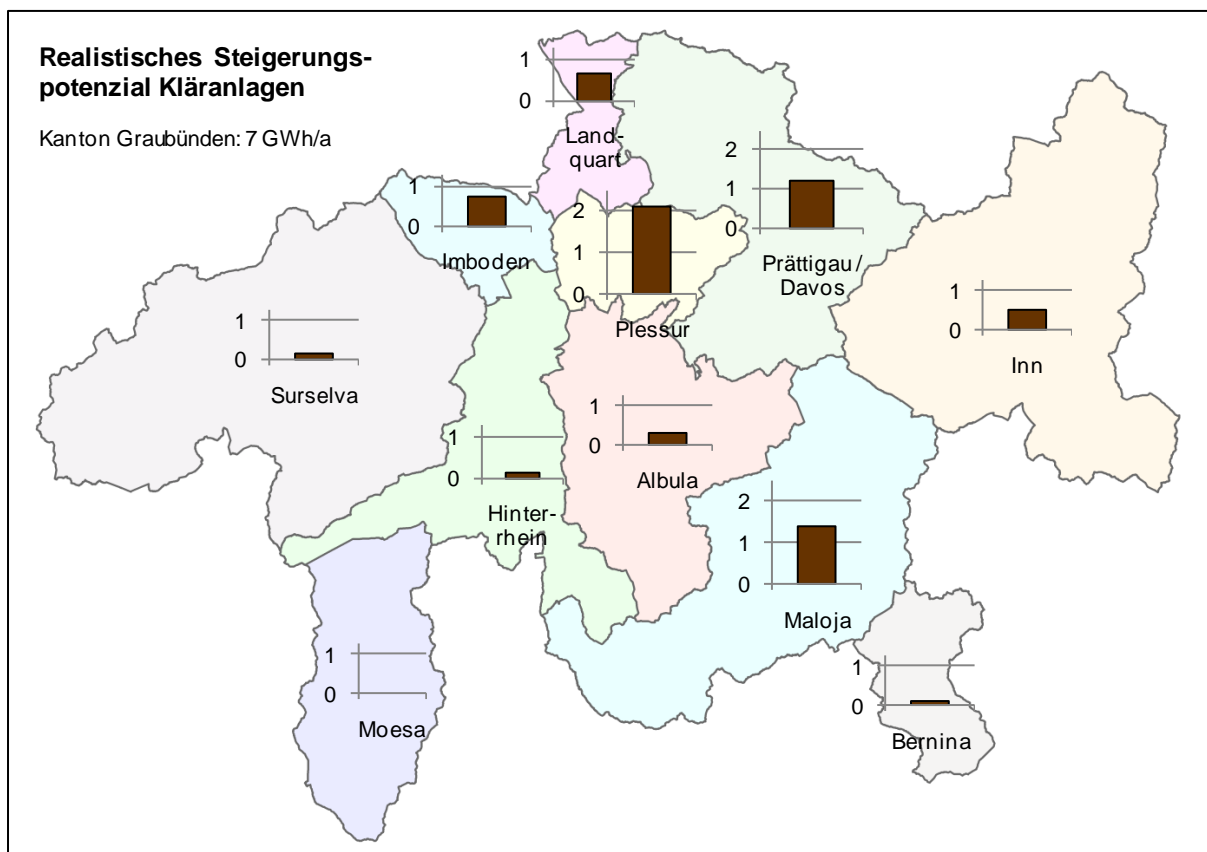 Realistisches Steigerungs-
potenzial Kläranlagen
Kanton Graubünden: 7 GWh/a
1
0
Land-
quart
2
1
0
Prättigau/
Davos
1
0
Imboden
2
1
0
Plessur
1
0
Inn
1
0
Surselva
1
0
Albula
1
0
Hinter-
rhein
2
1
0
Maloja
1
0
Moesa
1
0
Bernina